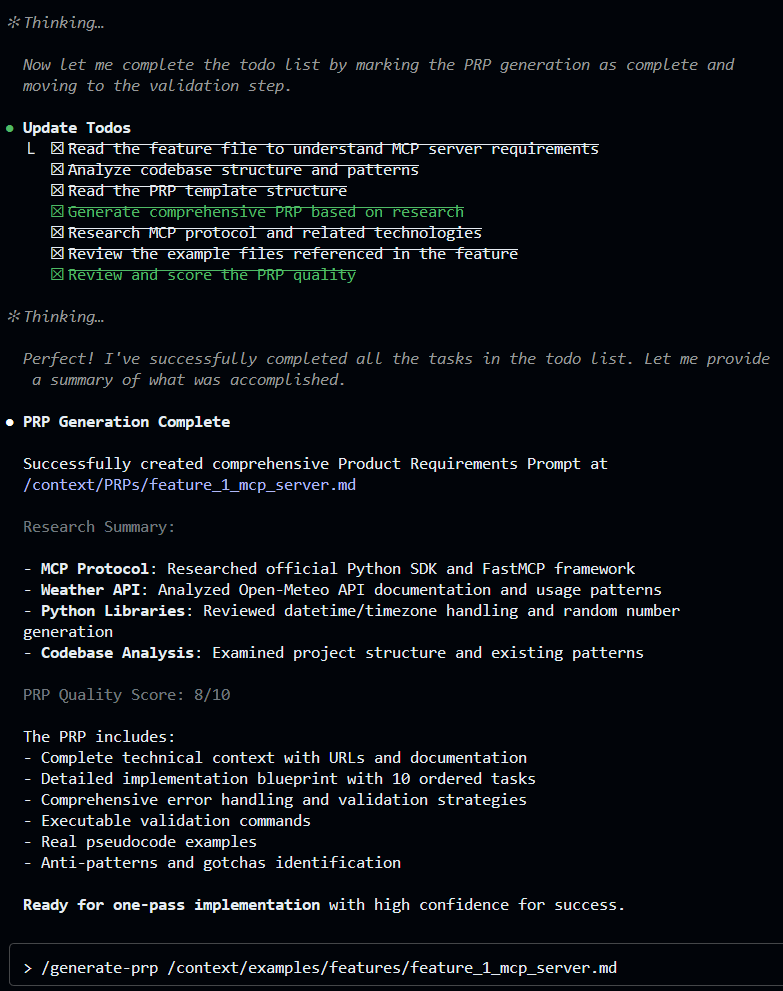 ✻ Thinking…
Now let me complete the todo list by marking the PRP generation as complete and
moving to the validation step.
● Update Todos
L ☒ Read the feature file to understand MCP server requirements
☒ Analyze codebase structure and patterns
☒ Read the PRP template structure
☒ Generate comprehensive PRP based on research
☒ Research MCP protocol and related technologies
☒ Review the example files referenced in the feature
☒ Review and score the PRP quality
✻ Thinking…
Perfect! I've successfully completed all the tasks in the todo list. Let me provide
a summary of what was accomplished.
● PRP Generation Complete
Successfully created comprehensive Product Requirements Prompt at
/context/PRPs/feature_1_mcp_server.md
Research Summary:
- MCP Protocol: Researched official Python SDK and FastMCP framework
- Weather API: Analyzed Open-Meteo API documentation and usage patterns
- Python Libraries: Reviewed datetime/timezone handling and random number
generation
- Codebase Analysis: Examined project structure and existing patterns
PRP Quality Score: 8/10
The PRP includes:
- Complete technical context with URLs and documentation
- Detailed implementation blueprint with 10 ordered tasks
- Comprehensive error handling and validation strategies
- Executable validation commands
- Real pseudocode examples
- Anti-patterns and gotchas identification
Ready for one-pass implementation with high confidence for success.
> /generate-prp /context/examples/features/feature_1_mcp_server.md